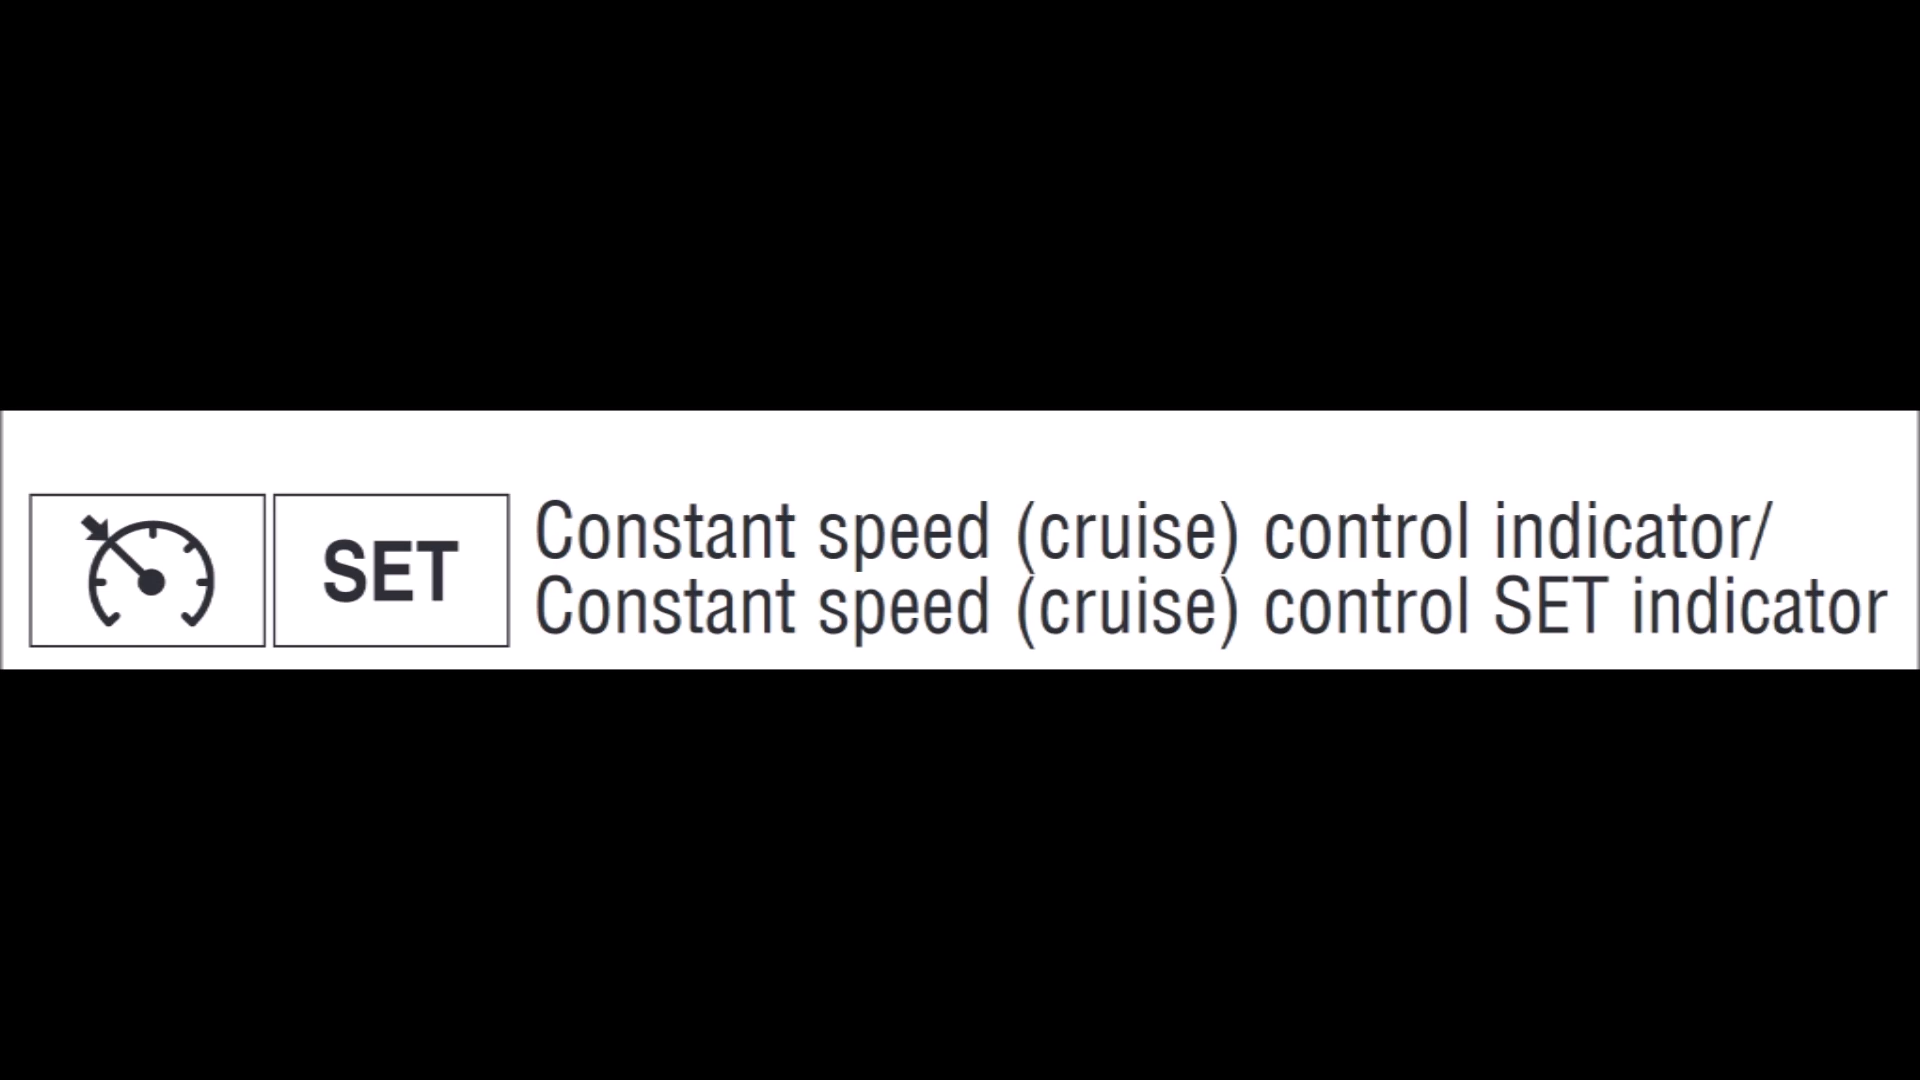 SET
Constant speed (cruise) control indicator/
Constant speed (cruise) control SET indicator